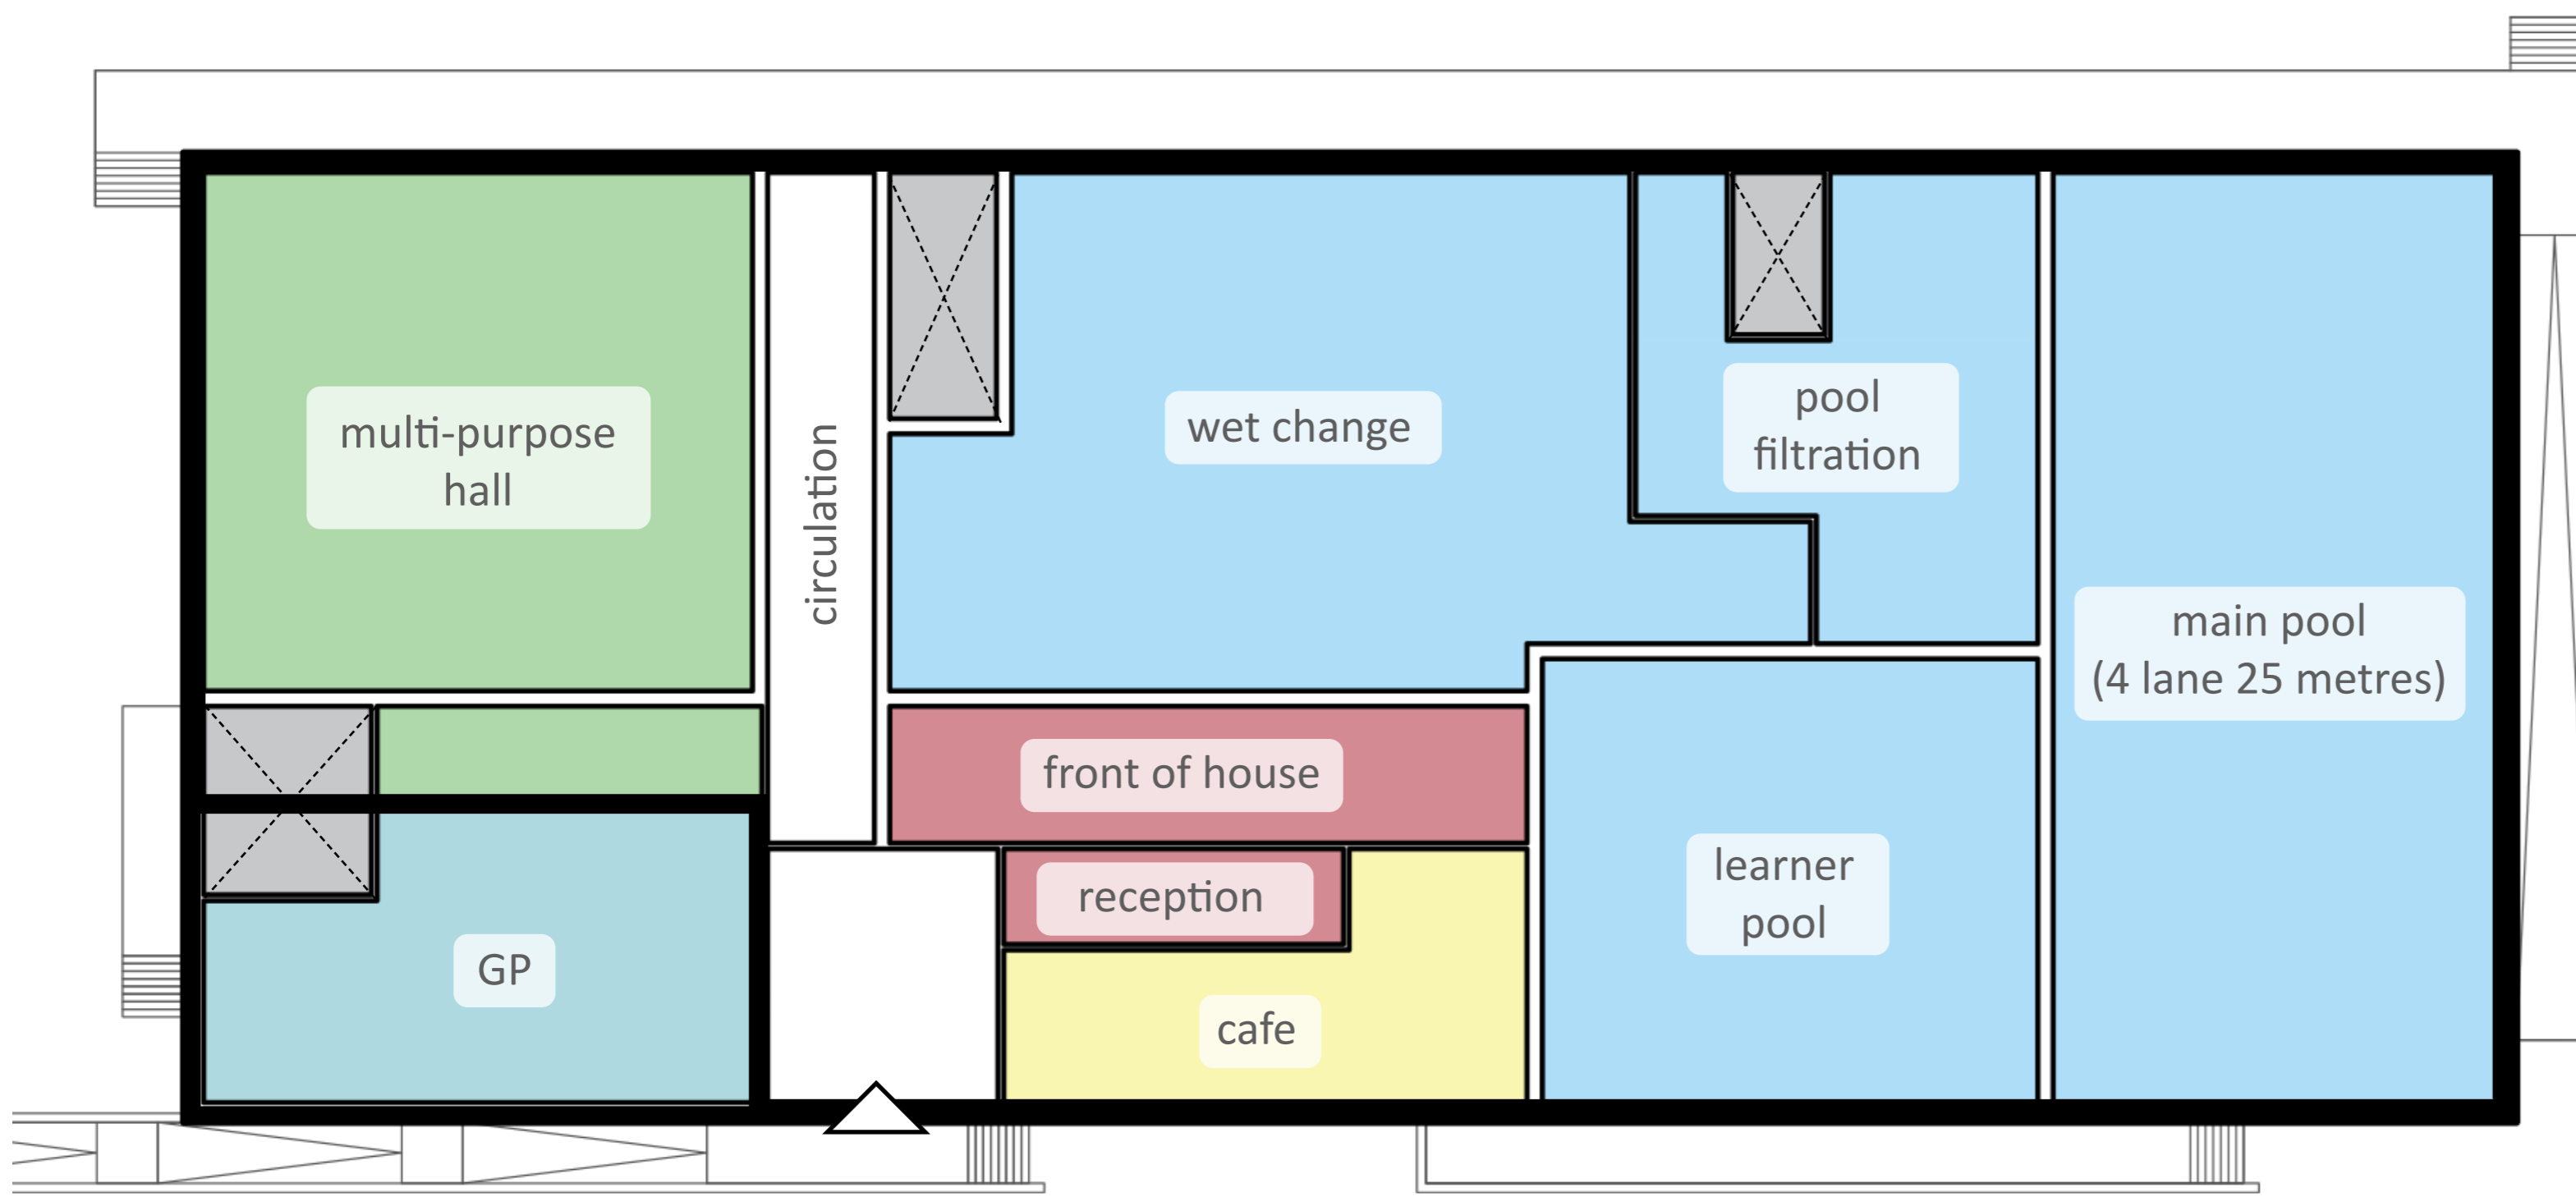 multi-purpose
hall
circulation
wet change
pool
filtration
main pool
(4 lane 25 metres)
front of house
reception
learner
pool
GP
cafe